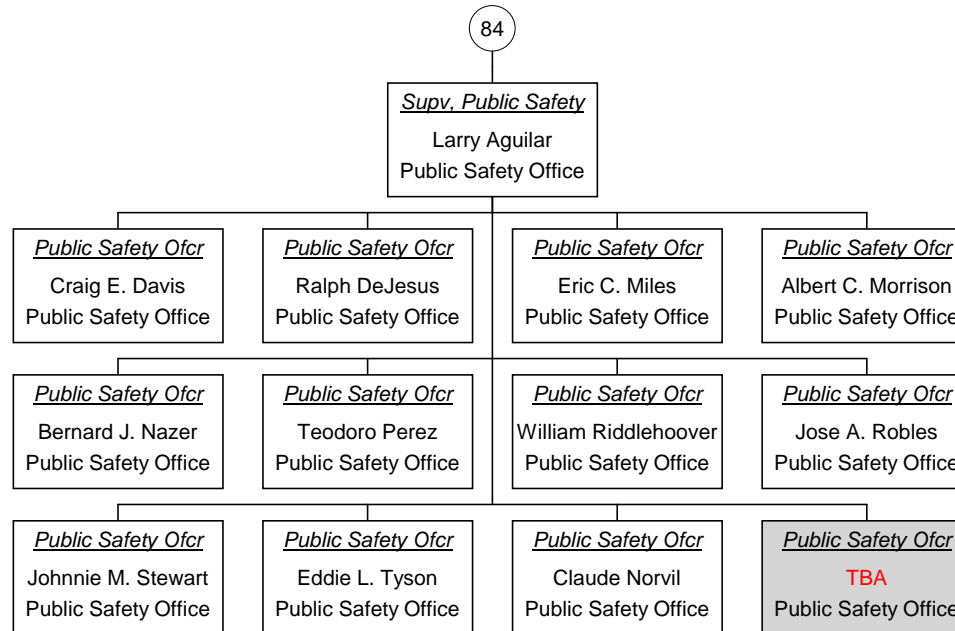 84
Supv, Public Safety
Larry Aguilar
Public Safety Office
Public Safety Ofcr
Craig E. Davis
Public Safety Office
Public Safety Ofcr
Ralph DeJesus
Public Safety Office
Public Safety Ofcr
Eric C. Miles
Public Safety Office
Public Safety Ofcr
Albert C. Morrison
Public Safety Office
Public Safety Ofcr
Bernard J. Nazer
Public Safety Office
Public Safety Ofcr
Teodoro Perez
Public Safety Office
Public Safety Ofcr
William Riddlehoover
Public Safety Office
Public Safety Ofcr
Jose A. Robles
Public Safety Office
Public Safety Ofcr
Johnnie M. Stewart
Public Safety Office
Public Safety Ofcr
Eddie L. Tyson
Public Safety Office
Public Safety Ofcr
Claude Norvil
Public Safety Office
Public Safety Ofcr
TBA
Public Safety Office